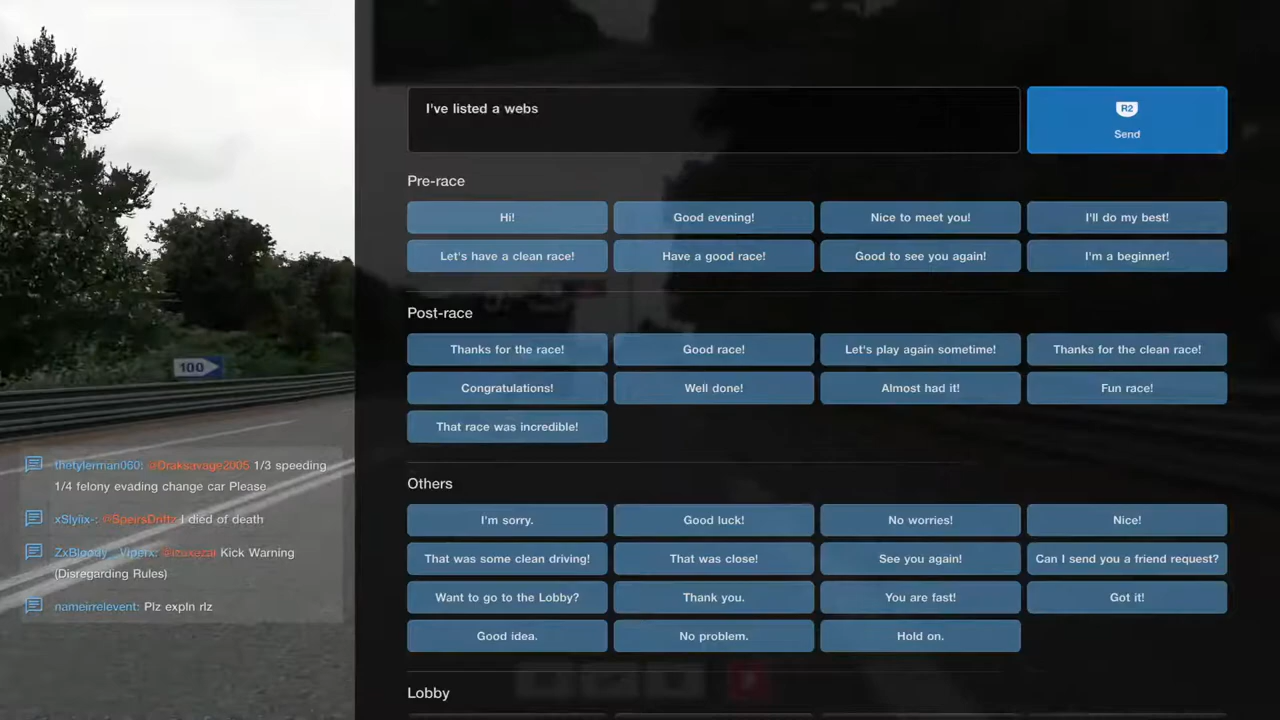 I've listed a webs
R2
Send
Pre-race
Hi!
Good evening!
Nice to meet you!
I'll do my best!
Let's have a clean race!
Have a good race!
Good to see you again!
I'm a beginner!
Post-race
Thanks for the race!
Good race!
Let's play again sometime!
Thanks for the clean race!
Congratulations!
Well done!
Almost had it!
Fun race!
That race was incredible!
Others
I'm sorry.
Good luck!
No worries!
Nice!
That was some clean driving!
That was close!
See you again!
Can I send you a friend request?
Want to go to the Lobby?
Thank you.
You are fast!
Got it!
Good idea.
No problem.
Hold on.
Lobby
100
thetylerman060: @Draksavage2005 1/3 speeding
1/4 felony evading change car Please
xSlyiix-: @SpeirsDriftz I died of death
Kick Warning
(Disregarding Rules)
nameirrelevent: Plz expln rlz